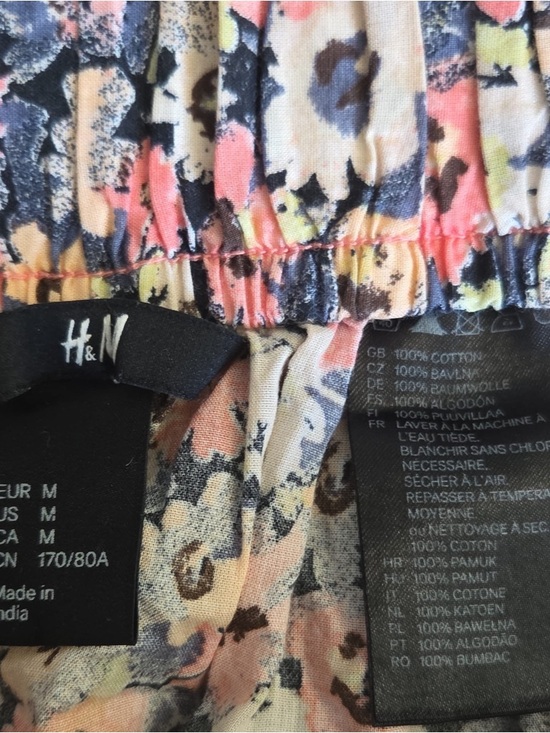 H&M
EUR M
US M
CA M
CN 170/80A
Made in
India
GB 100% COTTON
CZ 100% BAVLNA
DE 100% BAUMWOLLE
ES 100% ALGODÓN
FI 100% PUUVILLAA
FR LAVER À LA MACHINE À
L'EAU TIÈDE.
BLANCHIR SANS CHLOR
NÉCESSAIRE.
SÉCHER À L'AIR.
REPASSER À TEMPÉRA
MOYENNE.
ou NETTOYAGE À SEC
100% COTON
HR 100% PAMUK
HU 100% PAMUT
IT 100% COTONE
NL 100% KATOEN
PL 100% BAWEŁNA
PT 100% ALGODÃO
RO 100% BUMBAC